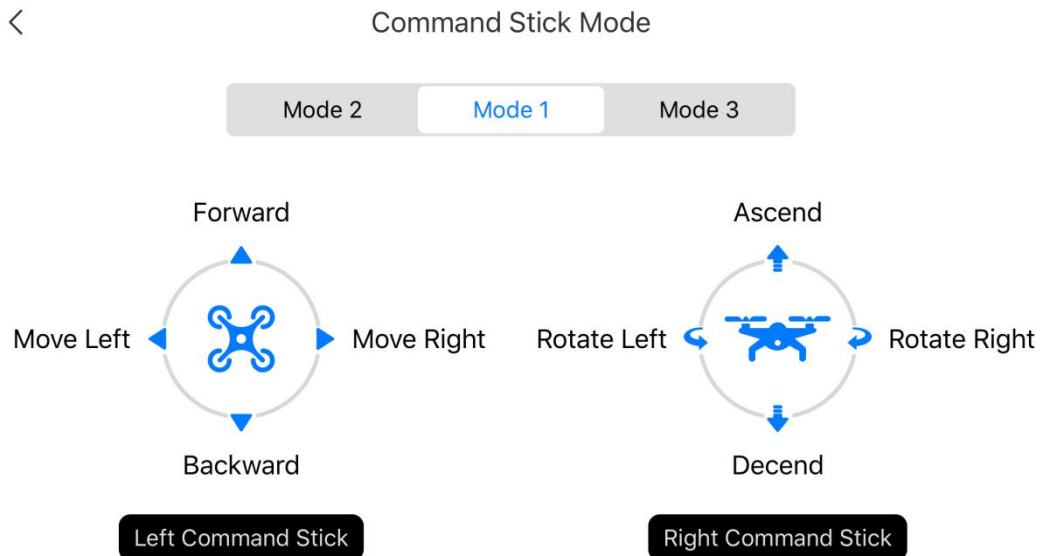 Command Stick Mode
Mode 2 Mode 1 Mode 3
Forward
Move Left Move Right
Backward
Left Command Stick
Ascend
Rotate Left Rotate Right
Decend
Right Command Stick